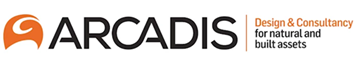 ARCADIS
Design & Consultancy
for natural and
built assets